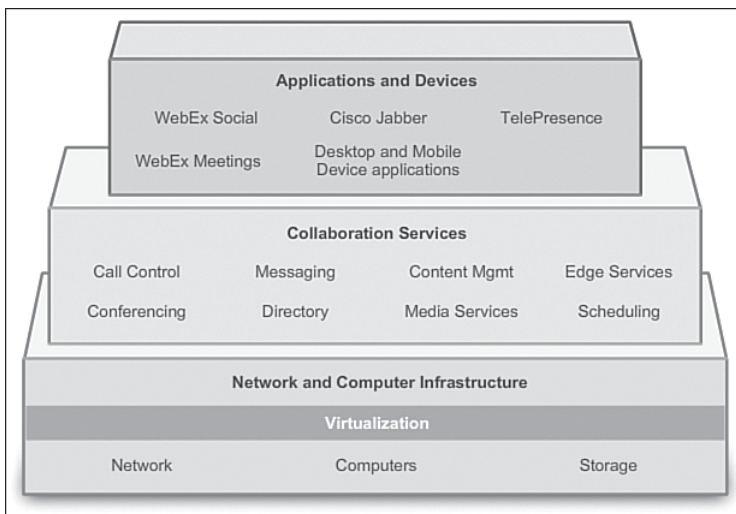 Applications and Devices
WebEx Social Cisco Jabber TelePresence
WebEx Meetings Desktop and Mobile
Device applications
Collaboration Services
Call Control Messaging Content Mgmt Edge Services
Conferencing Directory Media Services Scheduling
Network and Computer Infrastructure
Virtualization
Network Computers Storage